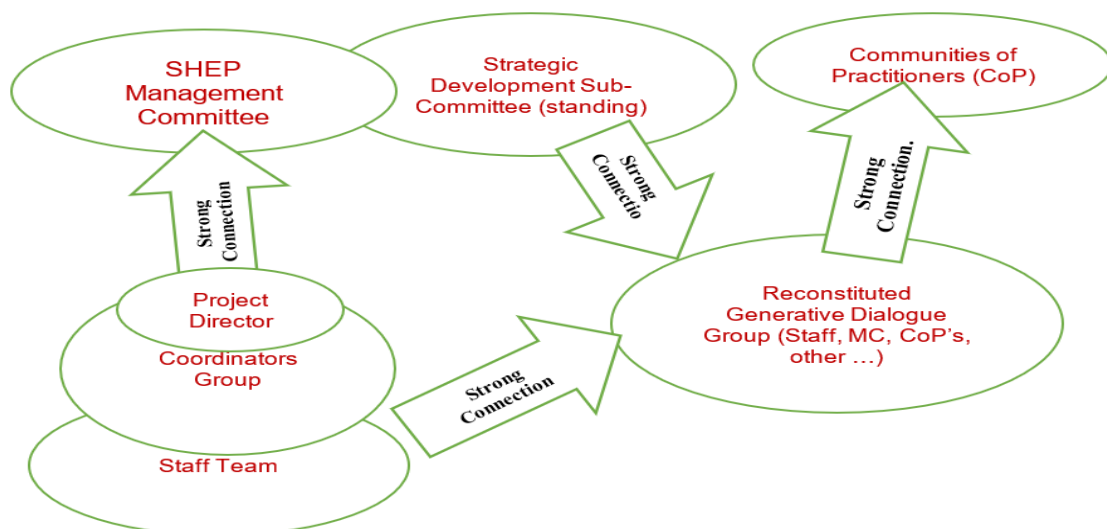 SHEP
Management
Committee
Strategic
Development Sub-
Committee (standing)
Communities of
Practitioners (CoP)
Strong
Connection
Strong
Connectio
Strong
Connection.
Project
Director
Coordinators
Group
Staff Team
Strong
Connection
Reconstituted
Generative Dialogue
Group (Staff, MC, CoP's,
other ...)